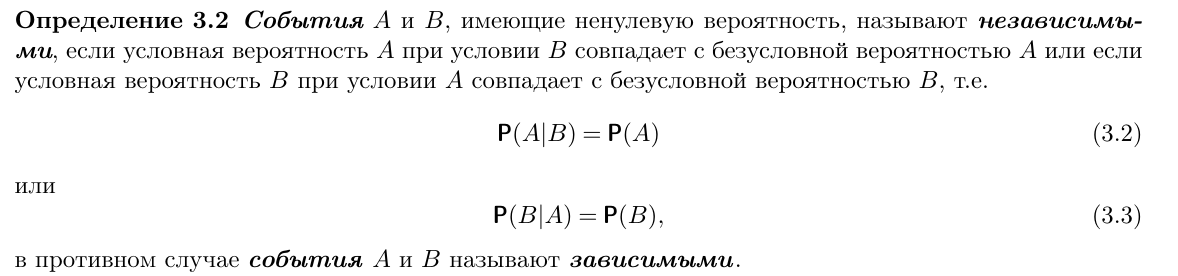 Определение 3.2 События A и B, имеющие ненулевую вероятность, называют независимы-
ми, если условная вероятность A при условии B совпадает с безусловной вероятностью A или если
условная вероятность B при условии A совпадает с безусловной вероятностью B, т.е.
P(A|B) = P(A) (3.2)
или
P(B|A) = P(B), (3.3)
в противном случае события A и B называют зависимыми.